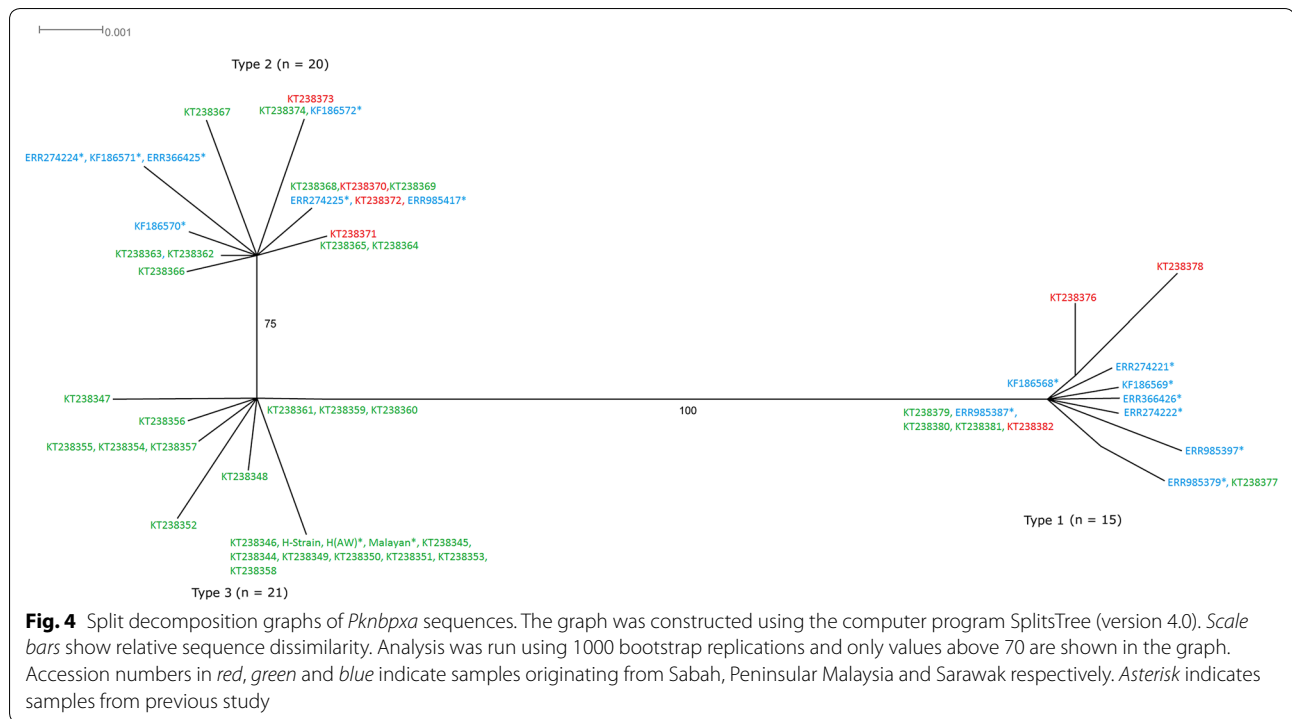 0.001
Type 2 (n = 20)
KT238373
KT238367
KT238374, KF186572*
ERR274224*, KF186571*, ERR366425*
KT238368,KT238370,KT238369
ERR274225*, KT238372, ERR985417*
KF186570*
KT238371
KT238365, KT238364
KT238363, KT238362
KT238366
KT238378
KT238376
75
ERR274221*
KF186568*
KF186569*
ERR366426*
ERR274222*
KT238347
KT238361, KT238359, KT238360
100
KT238379, ERR985387*,
KT238380, KT238381, KT238382
KT238356
KT238355, KT238354, KT238357
ERR985397*
KT238348
ERR985379*, KT238377
KT238352
Type 1 (n = 15)
KT238346, H-Strain, H(AW)*, Malayan*, KT238345,
KT238344, KT238349, KT238350, KT238351, KT238353,
KT238358
Type 3 (n = 21)
Fig. 4 Split decomposition graphs of Pknbpxa sequences. The graph was constructed using the computer program SplitsTree (version 4.0). Scale
bars show relative sequence dissimilarity. Analysis was run using 1000 bootstrap replications and only values above 70 are shown in the graph.
Accession numbers in red, green and blue indicate samples originating from Sabah, Peninsular Malaysia and Sarawak respectively. Asterisk indicates
samples from previous study